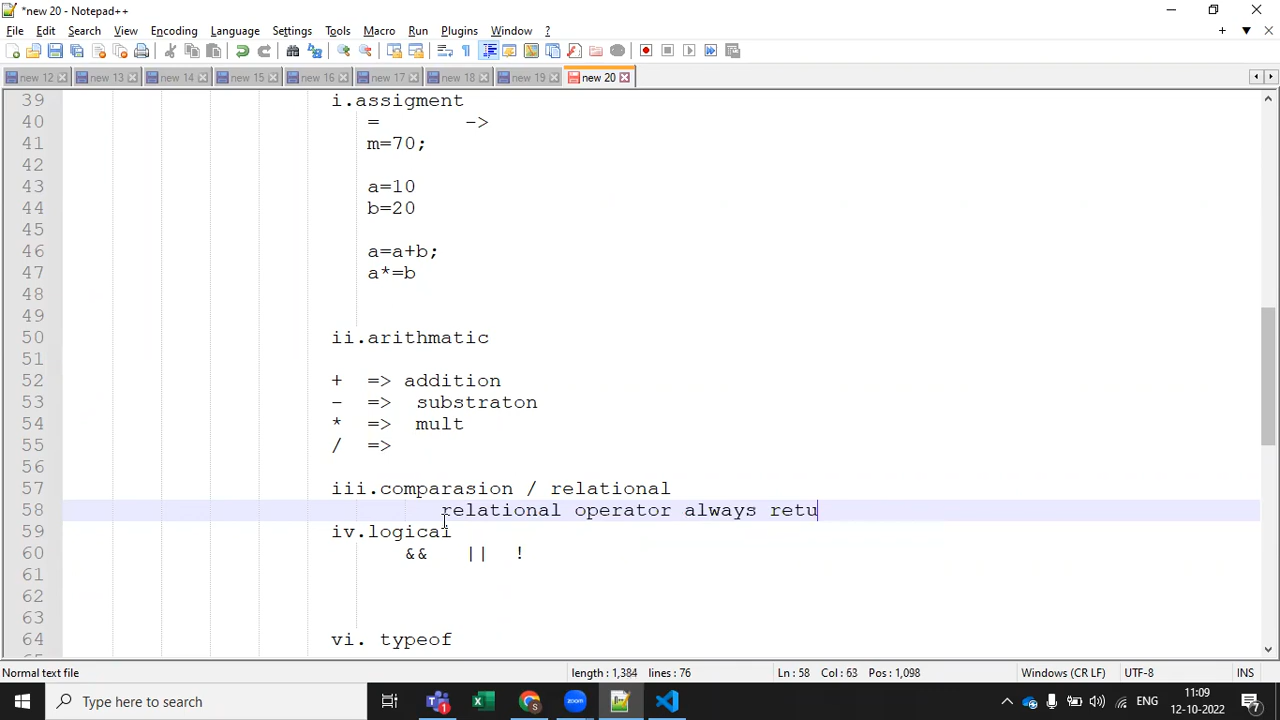 *new 20 - Notepad++
File Edit Search View Encoding Language Settings Tools Macro Run Plugins Window ?
new 12 new 13 new 14 new 15 new 16 new 17 new 18 new 19 new 20
39 i.assigment
40 = ->
41 m=70;
42
43 a=10
44 b=20
45
46 a=a+b;
47 a*=b
48
49
50 ii.arithmatic
51
52 + => addition
53 - => substraton
54 * => mult
55 / =>
56
57 iii.comparasion / relational
58 relational operator always retu
59 iv.logical
60 && || !
61
62
63
64 vi. typeof
Normal text file length : 1,384 lines : 76 Ln : 58 Col : 63 Pos : 1,098 Windows (CR LF) UTF-8 INS
Type here to search ENG 11:09
12-10-2022 7